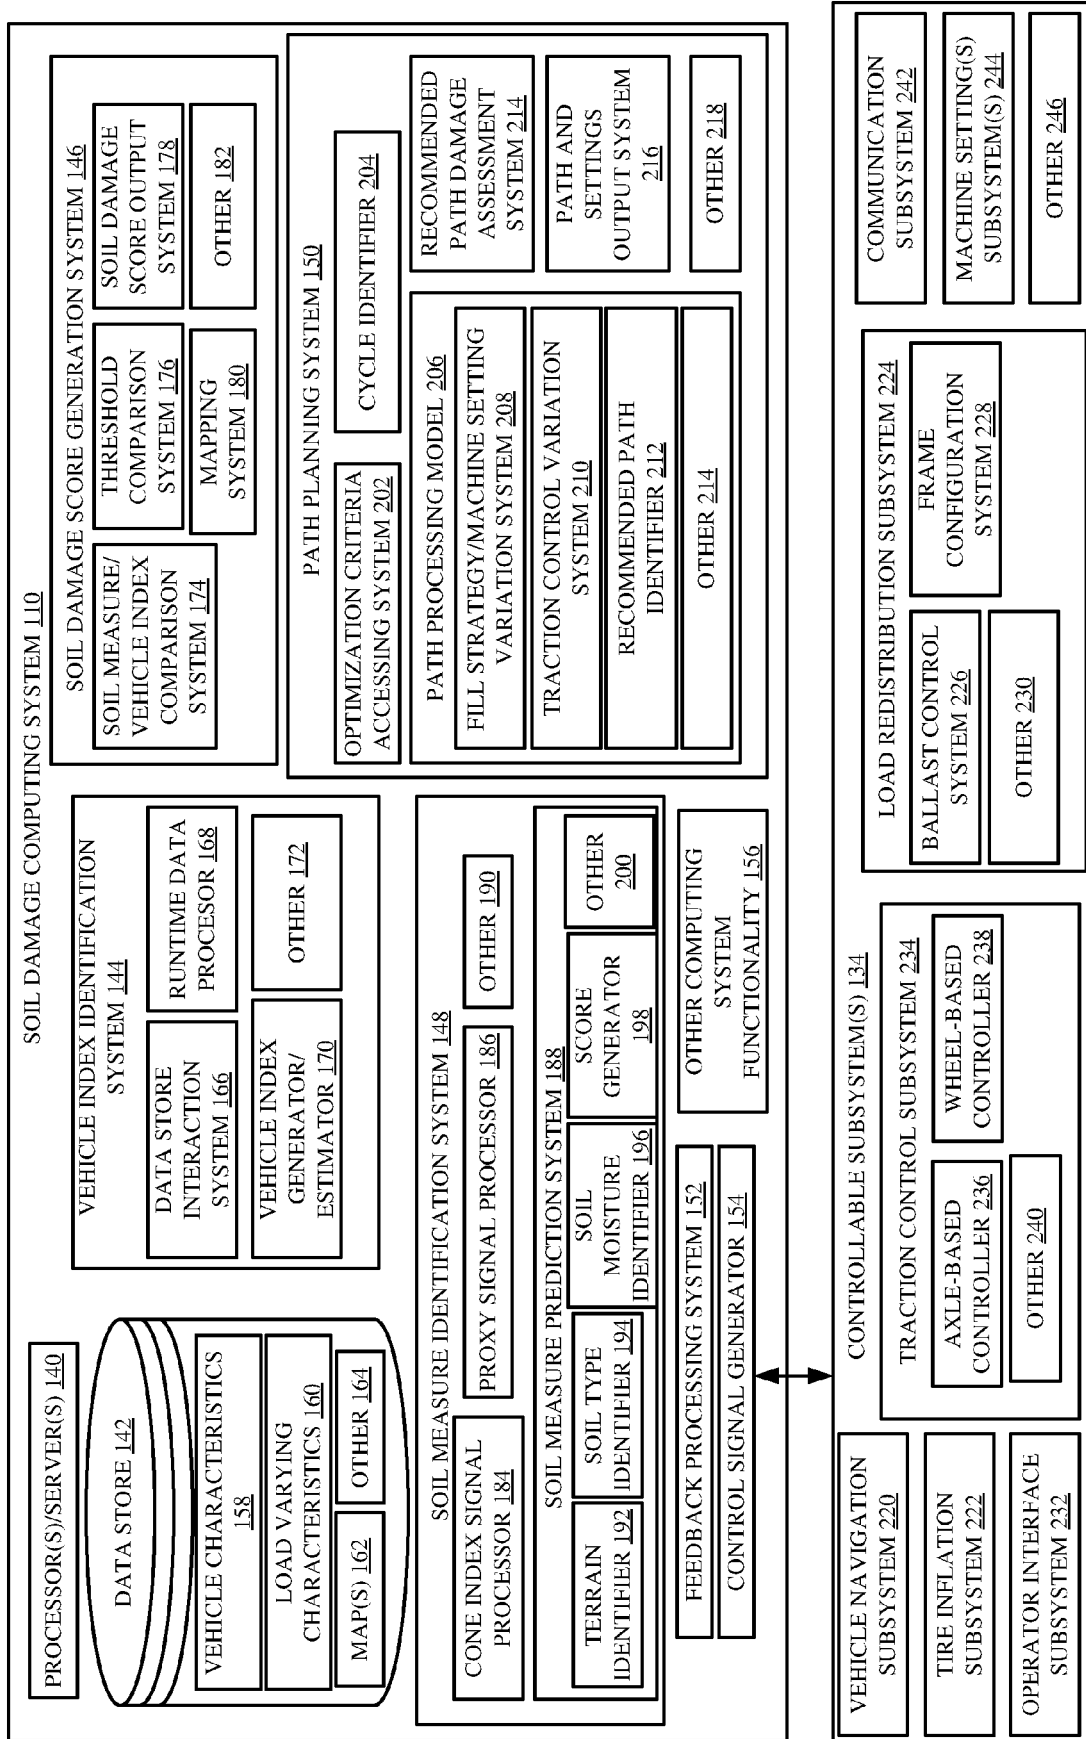 SOIL DAMAGE COMPUTING SYSTEM 110
PROCESSOR(S)/SERVER(S) 140
DATA STORE 142
VEHICLE CHARACTERISTICS
158
LOAD VARYING
CHARACTERISTICS 160
MAP(S) 162
OTHER 164
VEHICLE INDEX IDENTIFICATION
SYSTEM 144
DATA STORE
INTERACTION
SYSTEM 166
RUNTIME DATA
PROCESOR 168
VEHICLE INDEX
GENERATOR/
ESTIMATOR 170
OTHER 172
SOIL DAMAGE SCORE GENERATION SYSTEM 146
SOIL MEASURE/
VEHICLE INDEX
COMPARISON
SYSTEM 174
THRESHOLD
COMPARISON
SYSTEM 176
SOIL DAMAGE
SCORE OUTPUT
SYSTEM 178
MAPPING
SYSTEM 180
OTHER 182
SOIL MEASURE IDENTIFICATION SYSTEM 148
CONE INDEX SIGNAL
PROCESSOR 184
PROXY SIGNAL PROCESSOR 186
OTHER 190
SOIL MEASURE PREDICTION SYSTEM 188
TERRAIN
IDENTIFIER 192
SOIL TYPE
IDENTIFIER 194
SOIL
MOISTURE
IDENTIFIER 196
SCORE
GENERATOR
198
OTHER
200
PATH PLANNING SYSTEM 150
OPTIMIZATION CRITERIA
ACCESSING SYSTEM 202
CYCLE IDENTIFIER 204
PATH PROCESSING MODEL 206
FILL STRATEGY/MACHINE SETTING
VARIATION SYSTEM 208
TRACTION CONTROL VARIATION
SYSTEM 210
RECOMMENDED PATH
IDENTIFIER 212
OTHER 214
RECOMMENDED
PATH DAMAGE
ASSESSMENT
SYSTEM 214
PATH AND
SETTINGS
OUTPUT SYSTEM
216
OTHER 218
FEEDBACK PROCESSING SYSTEM 152
CONTROL SIGNAL GENERATOR 154
OTHER COMPUTING
SYSTEM
FUNCTIONALITY 156
CONTROLLABLE SUBSYSTEM(S) 134
VEHICLE NAVIGATION
SUBSYSTEM 220
TIRE INFLATION
SUBSYSTEM 222
OPERATOR INTERFACE
SUBSYSTEM 232
TRACTION CONTROL SUBSYSTEM 234
AXLE-BASED
CONTROLLER 236
WHEEL-BASED
CONTROLLER 238
OTHER 240
LOAD REDISTRIBUTION SUBSYSTEM 224
BALLAST CONTROL
SYSTEM 226
FRAME
CONFIGURATION
SYSTEM 228
OTHER 230
COMMUNICATION
SUBSYSTEM 242
MACHINE SETTING(S)
SUBSYSTEM(S) 244
OTHER 246